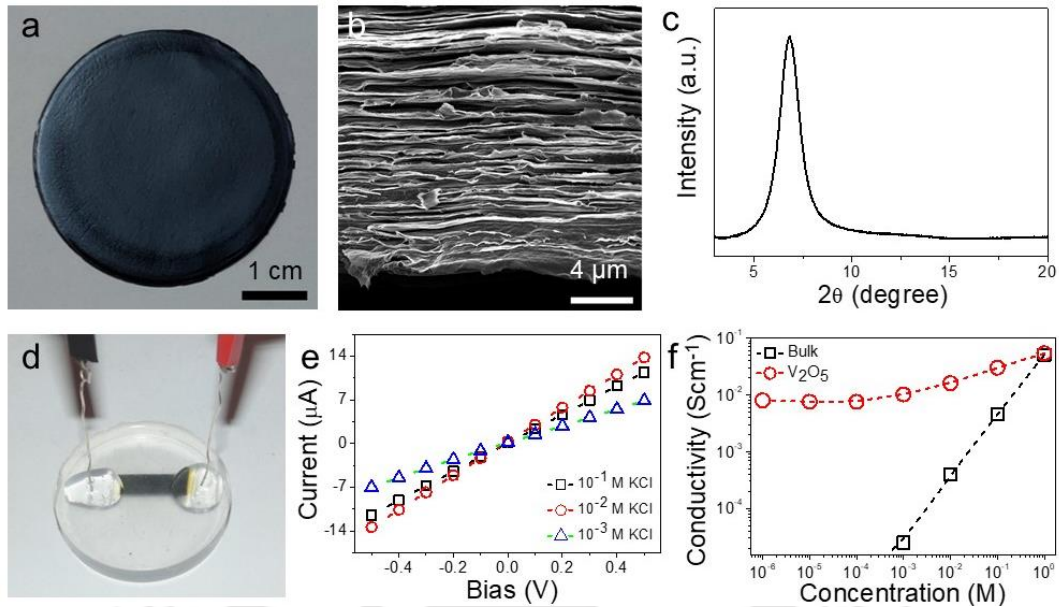 a
1 cm
b
4 µm
c
Intensity (a.u.)
5 10 15 20
2θ (degree)
d
e
Current (µA)
14
7
0
-7
-14
10⁻¹ M KCl
10⁻² M KCl
10⁻³ M KCl
-0.4 -0.2 0.0 0.2 0.4
Bias (V)
f
Conductivity (Scm⁻¹)
10⁻¹
10⁻²
10⁻³
10⁻⁴
Bulk
V₂O₅
10⁻⁶ 10⁻⁵ 10⁻⁴ 10⁻³ 10⁻² 10⁻¹ 10⁰
Concentration (M)